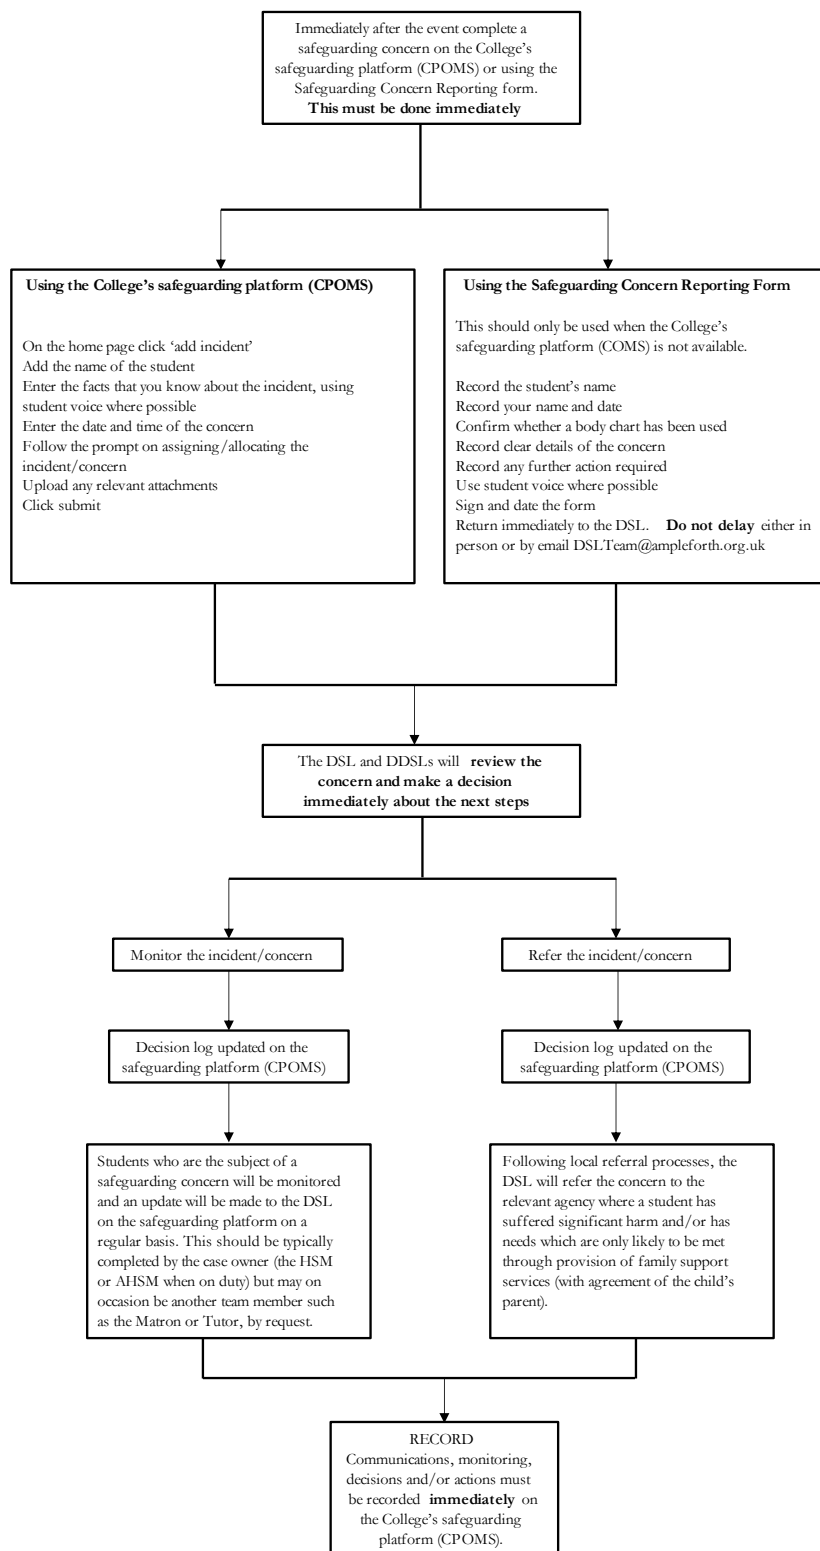 Immediately after the event complete a
safeguarding concern on the College’s
safeguarding platform (CPOMS) or using the
Safeguarding Concern Reporting form.
This must be done immediately
Using the College’s safeguarding platform (CPOMS)
On the home page click ‘add incident’
Add the name of the student
Enter the facts that you know about the incident, using
student voice where possible
Enter the date and time of the concern
Follow the prompt on assigning/allocating the
incident/concern
Upload any relevant attachments
Click submit
Using the Safeguarding Concern Reporting Form
This should only be used when the College’s
safeguarding platform (COMS) is not available.
Record the student’s name
Record your name and date
Confirm whether a body chart has been used
Record clear details of the concern
Record any further action required
Use student voice where possible
Sign and date the form
Return immediately to the DSL. Do not delay either in
person or by email DSLTeam@ampleforth.org.uk
The DSL and DDSLs will review the
concern and make a decision
immediately about the next steps
Monitor the incident/concern
Refer the incident/concern
Decision log updated on the
safeguarding platform (CPOMS)
Decision log updated on the
safeguarding platform (CPOMS)
Students who are the subject of a
safeguarding concern will be monitored
and an update will be made to the DSL
on the safeguarding platform on a
regular basis. This should be typically
completed by the case owner (the HSM
or AHSM when on duty) but may on
occasion be another team member such
as the Matron or Tutor, by request.
Following local referral processes, the
DSL will refer the concern to the
relevant agency where a student has
suffered significant harm and/or has
needs which are only likely to be met
through provision of family support
services (with agreement of the child’s
parent).
RECORD
Communications, monitoring,
decisions and/or actions must
be recorded immediately on
the College’s safeguarding
platform (CPOMS).